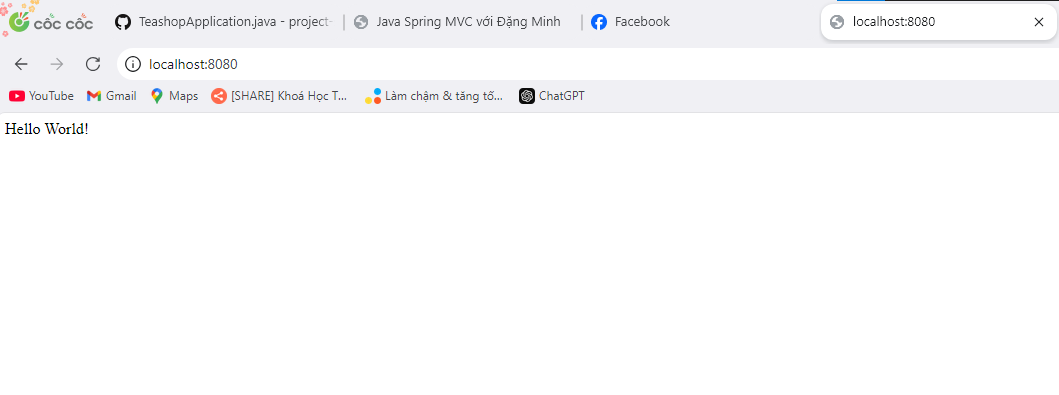 cốc cốc
TeashopApplication.java - project-
Java Spring MVC với Đặng Minh
Facebook
localhost:8080
localhost:8080
YouTube
Gmail
Maps
[SHARE] Khoá Học T...
Làm chậm & tăng tố...
ChatGPT
Hello World!